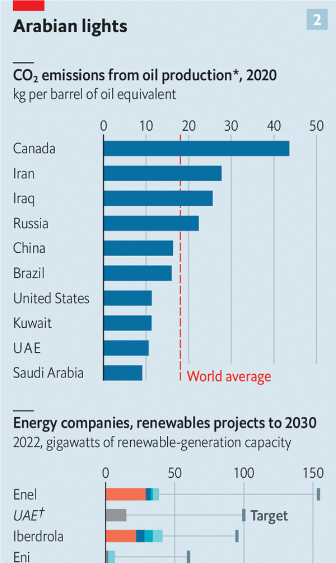 Arabian lights
2
CO₂ emissions from oil production*, 2020
kg per barrel of oil equivalent
0 10 20 30 40 50
Canada
Iran
Iraq
Russia
China
Brazil
United States
Kuwait
UAE
Saudi Arabia
World average
Energy companies, renewables projects to 2030
2022, gigawatts of renewable-generation capacity
0 50 100 150
Enel
UAE†
Target
Iberdrola
Eni